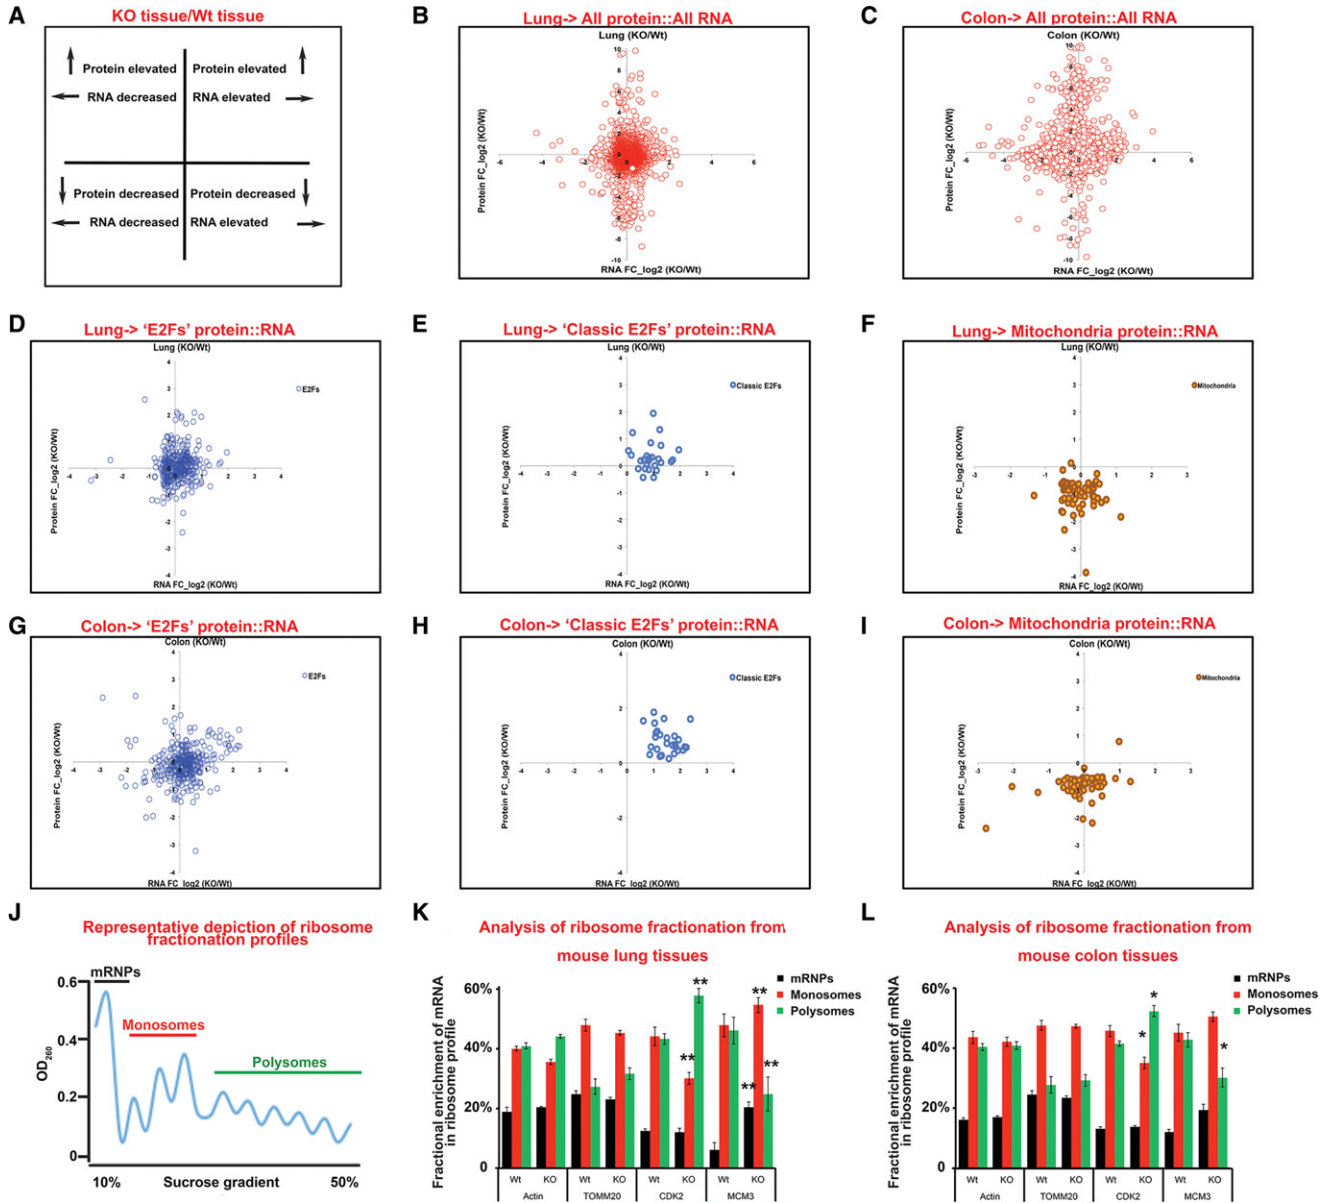 A
KO tissue/Wt tissue
Protein elevated
Protein elevated
RNA decreased
RNA elevated
Protein decreased
Protein decreased
RNA decreased
RNA elevated
B
Lung-> All protein::All RNA
Lung (KO/Wt)
Protein FC_log2 (KO/Wt)
RNA FC_log2 (KO/Wt)
C
Colon-> All protein::All RNA
Colon (KO/Wt)
Protein FC_log2 (KO/Wt)
RNA FC_log2 (KO/Wt)
D
Lung-> ‘E2Fs’ protein::RNA
Lung (KO/Wt)
E2Fs
Protein FC_log2 (KO/Wt)
RNA FC_log2 (KO/Wt)
E
Lung-> ‘Classic E2Fs’ protein::RNA
Lung (KO/Wt)
Classic E2Fs
Protein FC_log2 (KO/Wt)
RNA FC_log2 (KO/Wt)
F
Lung-> Mitochondria protein::RNA
Lung (KO/Wt)
Mitochondria
Protein FC_log2 (KO/Wt)
RNA FC_log2 (KO/Wt)
G
Colon-> ‘E2Fs’ protein::RNA
Colon (KO/Wt)
E2Fs
Protein FC_log2 (KO/Wt)
RNA FC_log2 (KO/Wt)
H
Colon-> ‘Classic E2Fs’ protein::RNA
Colon (KO/Wt)
Classic E2Fs
Protein FC_log2 (KO/Wt)
RNA FC_log2 (KO/Wt)
I
Colon-> Mitochondria protein::RNA
Colon (KO/Wt)
Mitochondria
Protein FC_log2 (KO/Wt)
RNA FC_log2 (KO/Wt)
J
Representative depiction of ribosome
fractionation profiles
mRNPs
Monosomes
Polysomes
OD260
0.6
0.4
0.2
0
10% Sucrose gradient 50%
K
Analysis of ribosome fractionation from
mouse lung tissues
mRNPs
Monosomes
Polysomes
Fractional enrichment of mRNA
in ribosome profile
60%
40%
20%
0
** ** ** ** **
Wt KO Wt KO Wt KO Wt KO
Actin TOMM20 CDK2 MCM3
L
Analysis of ribosome fractionation from
mouse colon tissues
mRNPs
Monosomes
Polysomes
Fractional enrichment of mRNA
in ribosome profile
60%
40%
20%
0
* * *
Wt KO Wt KO Wt KO Wt KO
Actin TOMM20 CDK2 MCM3